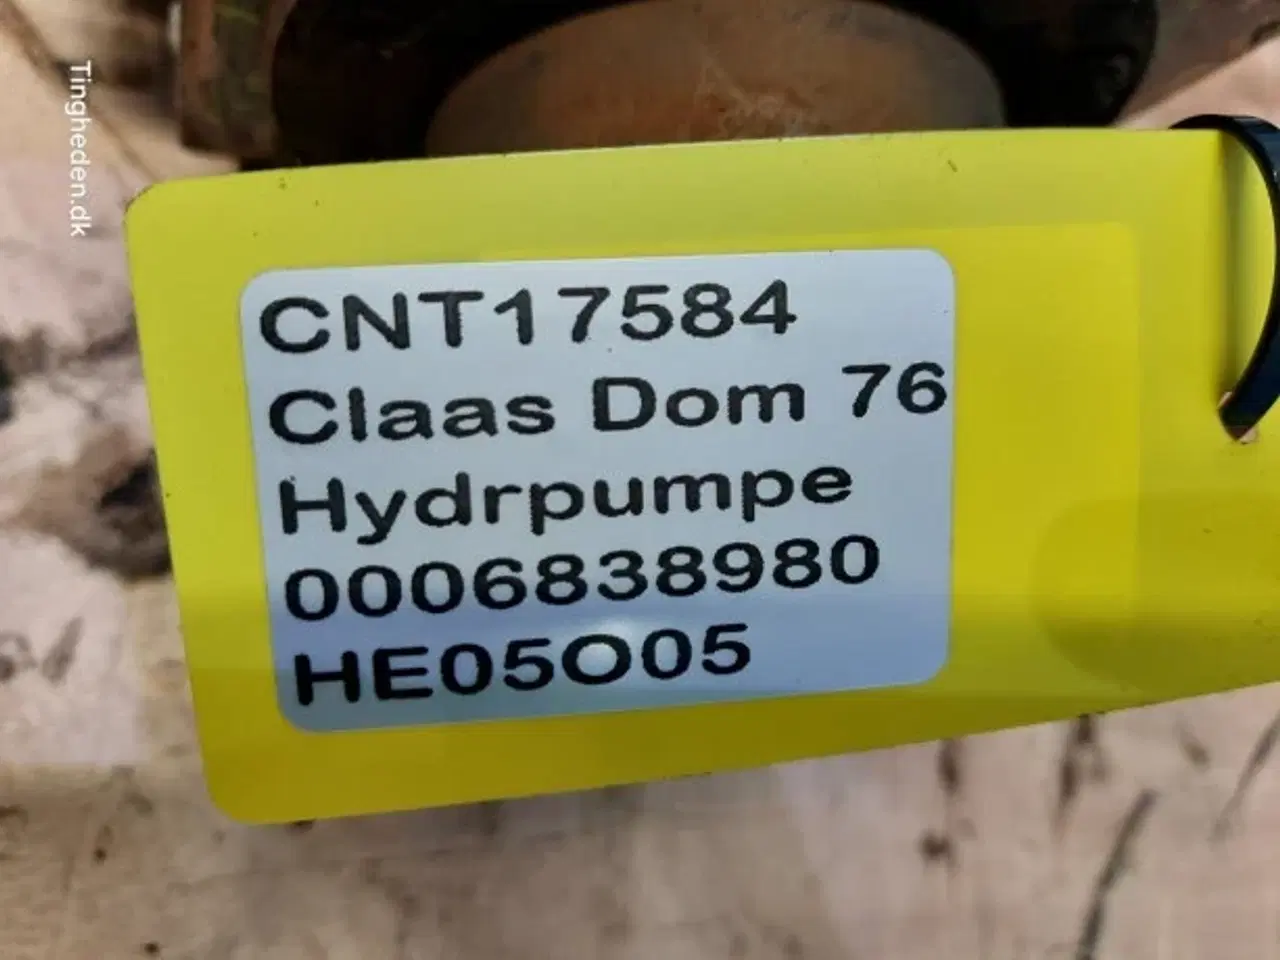 CNT17584
Claas Dom 76
Hydrpumpe
0006838980
HE05O05
Tingheden.dk